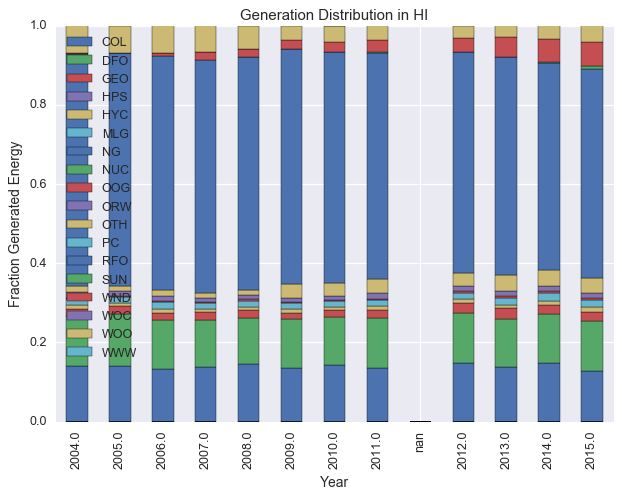 Generation Distribution in HI
1.0
0.8
0.6
0.4
0.2
0.0
Fraction Generated Energy
COL
DFO
GEO
HPS
HYC
MLG
NG
NUC
OOG
ORW
OTH
PC
RFO
SUN
WND
WOC
WOO
WWW
2004.0
2005.0
2006.0
2007.0
2008.0
2009.0
2010.0
2011.0
nan
2012.0
2013.0
2014.0
2015.0
Year